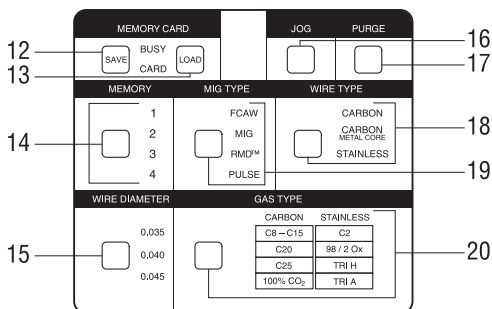 MEMORY CARD JOG PURGE
12 SAVE BUSY LOAD 16
13 CARD 17
MEMORY MIG TYPE WIRE TYPE
1 FCAW CARBON
14 2 MIG CARBON METAL CORE 18
3 RMD™ STAINLESS
4 PULSE 19
WIRE DIAMETER GAS TYPE
CARBON STAINLESS
0.035 C8 – C15 C2
15 0.040 C20 98 / 2 Ox 20
0.045 C25 TRI H
100% CO₂ TRI A